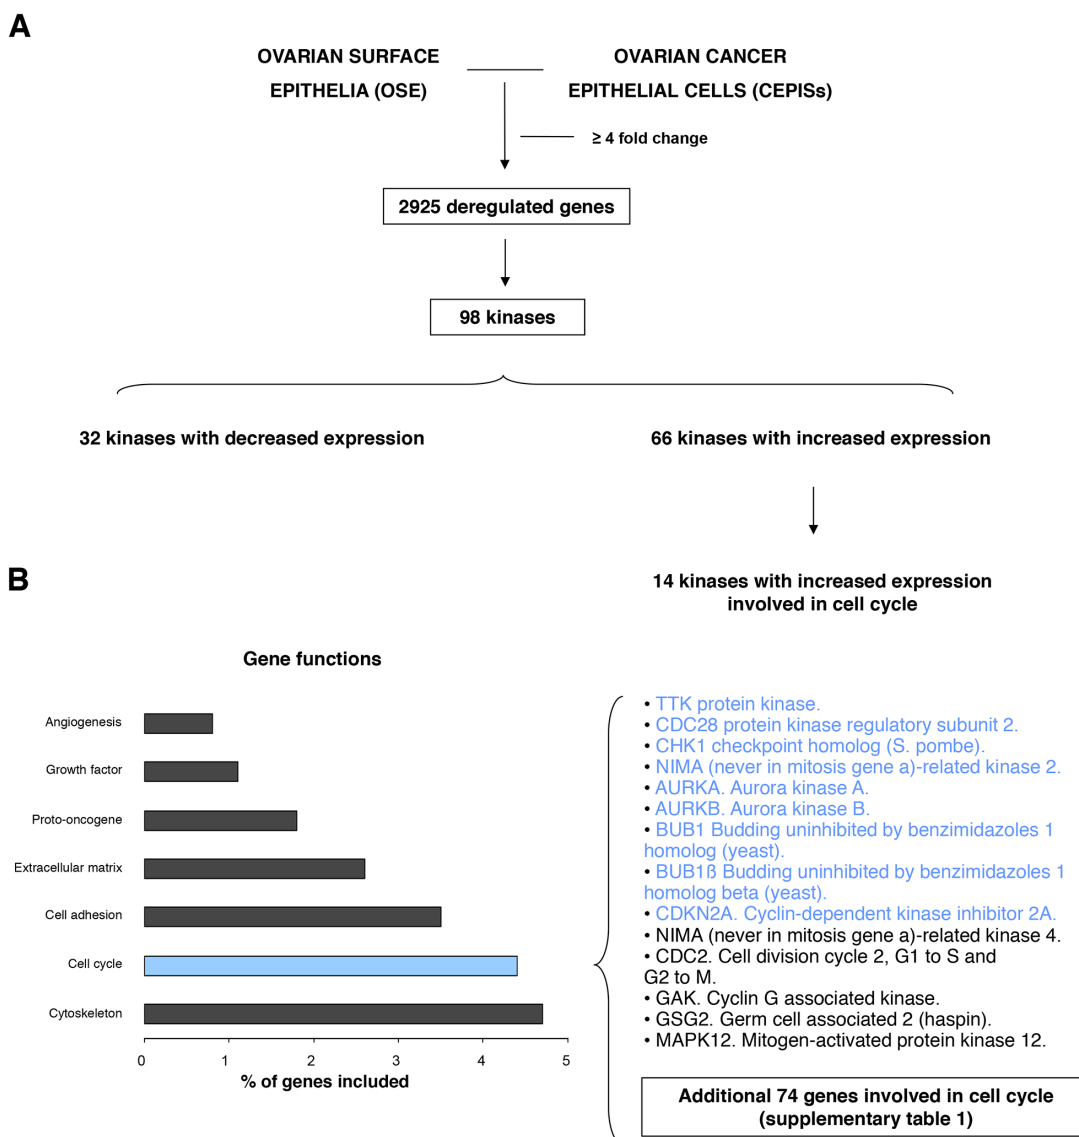 A
OVARIAN SURFACE
EPITHELIA (OSE)
OVARIAN CANCER
EPITHELIAL CELLS (CEPISs)
≥ 4 fold change
2925 deregulated genes
98 kinases
32 kinases with decreased expression
66 kinases with increased expression
14 kinases with increased expression
involved in cell cycle
B
Gene functions
Angiogenesis
Growth factor
Proto-oncogene
Extracellular matrix
Cell adhesion
Cell cycle
Cytoskeleton
0 1 2 3 4 5
% of genes included
• TTK protein kinase.
• CDC28 protein kinase regulatory subunit 2.
• CHK1 checkpoint homolog (S. pombe).
• NIMA (never in mitosis gene a)-related kinase 2.
• AURKA. Aurora kinase A.
• AURKB. Aurora kinase B.
• BUB1 Budding uninhibited by benzimidazoles 1
homolog (yeast).
• BUB1ß Budding uninhibited by benzimidazoles 1
homolog beta (yeast).
• CDKN2A. Cyclin-dependent kinase inhibitor 2A.
• NIMA (never in mitosis gene a)-related kinase 4.
• CDC2. Cell division cycle 2, G1 to S and
G2 to M.
• GAK. Cyclin G associated kinase.
• GSG2. Germ cell associated 2 (haspin).
• MAPK12. Mitogen-activated protein kinase 12.
Additional 74 genes involved in cell cycle
(supplementary table 1)